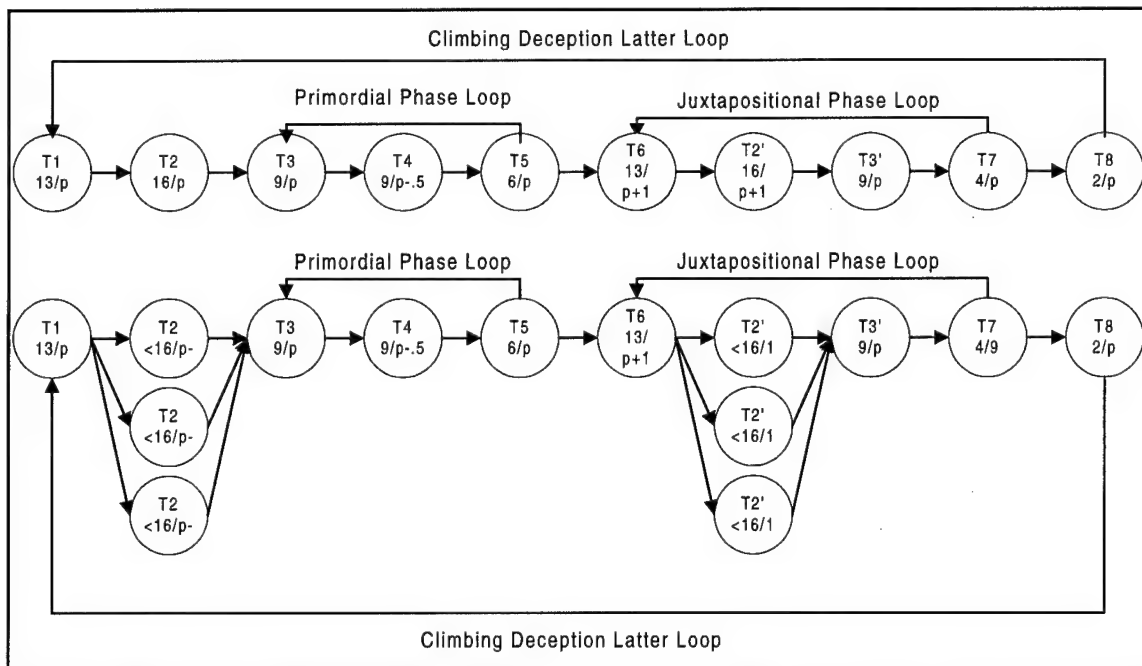 Climbing Deception Latter Loop
Primordial Phase Loop
Juxtapositional Phase Loop
T1
13/p
T2
16/p
T3
9/p
T4
9/p-.5
T5
6/p
T6
13/
p+1
T2'
16/
p+1
T3'
9/p
T7
4/p
T8
2/p
Primordial Phase Loop
Juxtapositional Phase Loop
T1
13/p
T2
<16/p-
T3
9/p
T4
9/p-.5
T5
6/p
T6
13/
p+1
T2'
<16/1
T3'
9/p
T7
4/9
T8
2/p
T2
<16/p-
T2'
<16/1
T2
<16/p-
T2'
<16/1
Climbing Deception Latter Loop